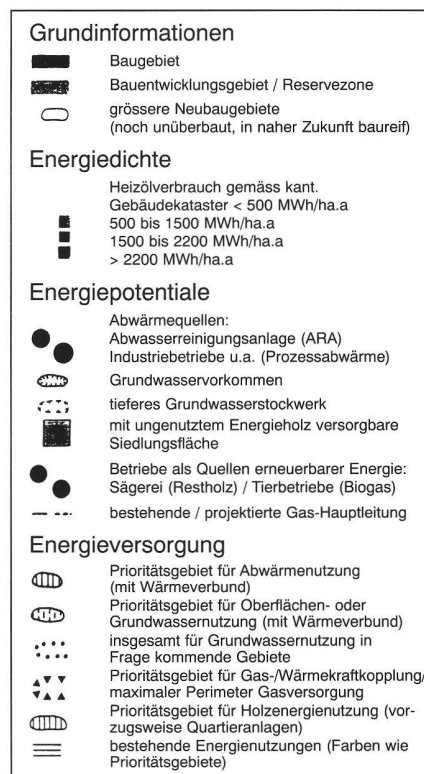 Grundinformationen
Baugebiet
Bauentwicklungsgebiet / Reservezone
grössere Neubaugebiete
(noch unüberbaut, in naher Zukunft baureif)
Energiedichte
Heizölverbrauch gemäss kant.
Gebäudekataster < 500 MWh/ha.a
500 bis 1500 MWh/ha.a
1500 bis 2200 MWh/ha.a
> 2200 MWh/ha.a
Energiepotentiale
Abwärmequellen:
Abwasserreinigungsanlage (ARA)
Industriebetriebe u.a. (Prozessabwärme)
Grundwasservorkommen
tieferes Grundwasserstockwerk
mit ungenutztem Energieholz versorgbare
Siedlungsfläche
Betriebe als Quellen erneuerbarer Energie:
Sägerei (Restholz) / Tierbetriebe (Biogas)
bestehende / projektierte Gas-Hauptleitung
Energieversorgung
Prioritätsgebiet für Abwärmenutzung
(mit Wärmeverbund)
Prioritätsgebiet für Oberflächen- oder
Grundwassernutzung (mit Wärmeverbund)
insgesamt für Grundwassernutzung in
Frage kommende Gebiete
Prioritätsgebiet für Gas-/Wärmekraftkopplung/
maximaler Perimeter Gasversorgung
Prioritätsgebiet für Holzenergienutzung (vor-
zugsweise Quartieranlagen)
bestehende Energienutzungen (Farben wie
Prioritätsgebiete)